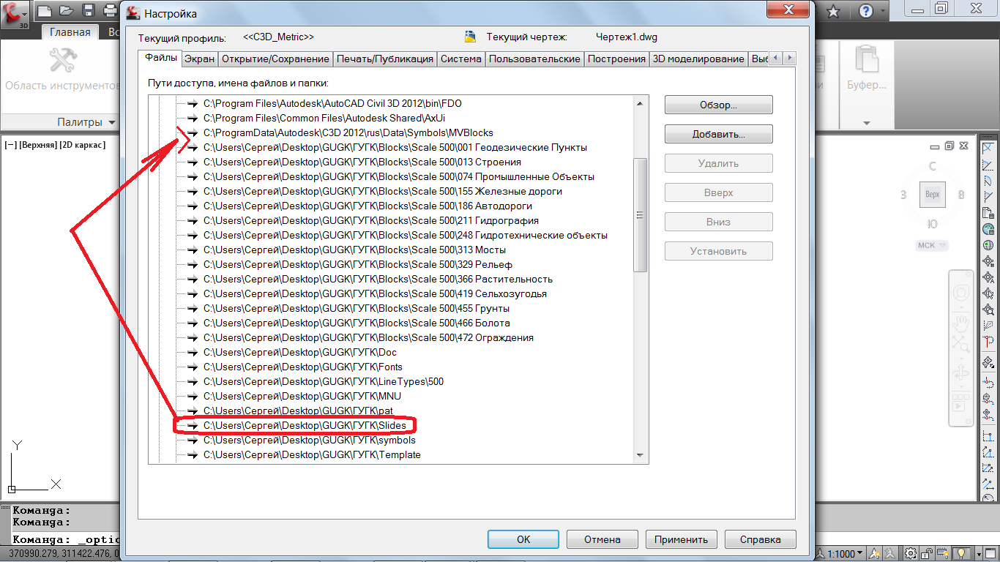 3D
Настройка
Главная
Вс
Текущий профиль:
<<C3D_Metric>>
Текущий чертеж:
Чертеж1.dwg
Файлы
Экран
Открытие/Сохранение
Печать/Публикация
Система
Пользовательские
Построения
3D моделирование
Выб
Область инструментов
Палитры
Буфер...
Пути доступа, имена файлов и папки:
C:\Program Files\Autodesk\AutoCAD Civil 3D 2012\bin\FDO
C:\Program Files\Common Files\Autodesk Shared\AxUi
C:\ProgramData\Autodesk\C3D 2012\rus\Data\Symbols\MVBlocks
C:\Users\Сергей\Desktop\GUGK\ГУГК\Blocks\Scale 500\001 Геодезические Пункты
C:\Users\Сергей\Desktop\GUGK\ГУГК\Blocks\Scale 500\013 Строения
C:\Users\Сергей\Desktop\GUGK\ГУГК\Blocks\Scale 500\074 Промышленные Объекты
C:\Users\Сергей\Desktop\GUGK\ГУГК\Blocks\Scale 500\155 Железные дороги
C:\Users\Сергей\Desktop\GUGK\ГУГК\Blocks\Scale 500\186 Автодороги
C:\Users\Сергей\Desktop\GUGK\ГУГК\Blocks\Scale 500\211 Гидрография
C:\Users\Сергей\Desktop\GUGK\ГУГК\Blocks\Scale 500\248 Гидротехнические объекты
C:\Users\Сергей\Desktop\GUGK\ГУГК\Blocks\Scale 500\313 Мосты
C:\Users\Сергей\Desktop\GUGK\ГУГК\Blocks\Scale 500\329 Рельеф
C:\Users\Сергей\Desktop\GUGK\ГУГК\Blocks\Scale 500\366 Растительность
C:\Users\Сергей\Desktop\GUGK\ГУГК\Blocks\Scale 500\419 Сельхозугодья
C:\Users\Сергей\Desktop\GUGK\ГУГК\Blocks\Scale 500\455 Грунты
C:\Users\Сергей\Desktop\GUGK\ГУГК\Blocks\Scale 500\466 Болота
C:\Users\Сергей\Desktop\GUGK\ГУГК\Blocks\Scale 500\472 Ограждения
C:\Users\Сергей\Desktop\GUGK\ГУГК\Doc
C:\Users\Сергей\Desktop\GUGK\ГУГК\Fonts
C:\Users\Сергей\Desktop\GUGK\ГУГК\LineTypes\500
C:\Users\Сергей\Desktop\GUGK\ГУГК\MNU
C:\Users\Сергей\Desktop\GUGK\ГУГК\pat
C:\Users\Сергей\Desktop\GUGK\ГУГК\Slides
C:\Users\Сергей\Desktop\GUGK\ГУГК\symbols
C:\Users\Сергей\Desktop\GUGK\ГУГК\Template
Обзор...
Добавить...
Удалить
Вверх
Вниз
Установить
[−] [Верхняя] [2D каркас]
С
З
Верх
В
Ю
МСК
Y
X
Команда:
Команда:
Команда: _optio
OK
Отмена
Применить
Справка
370990.279, 311422.476, 0
1:1000